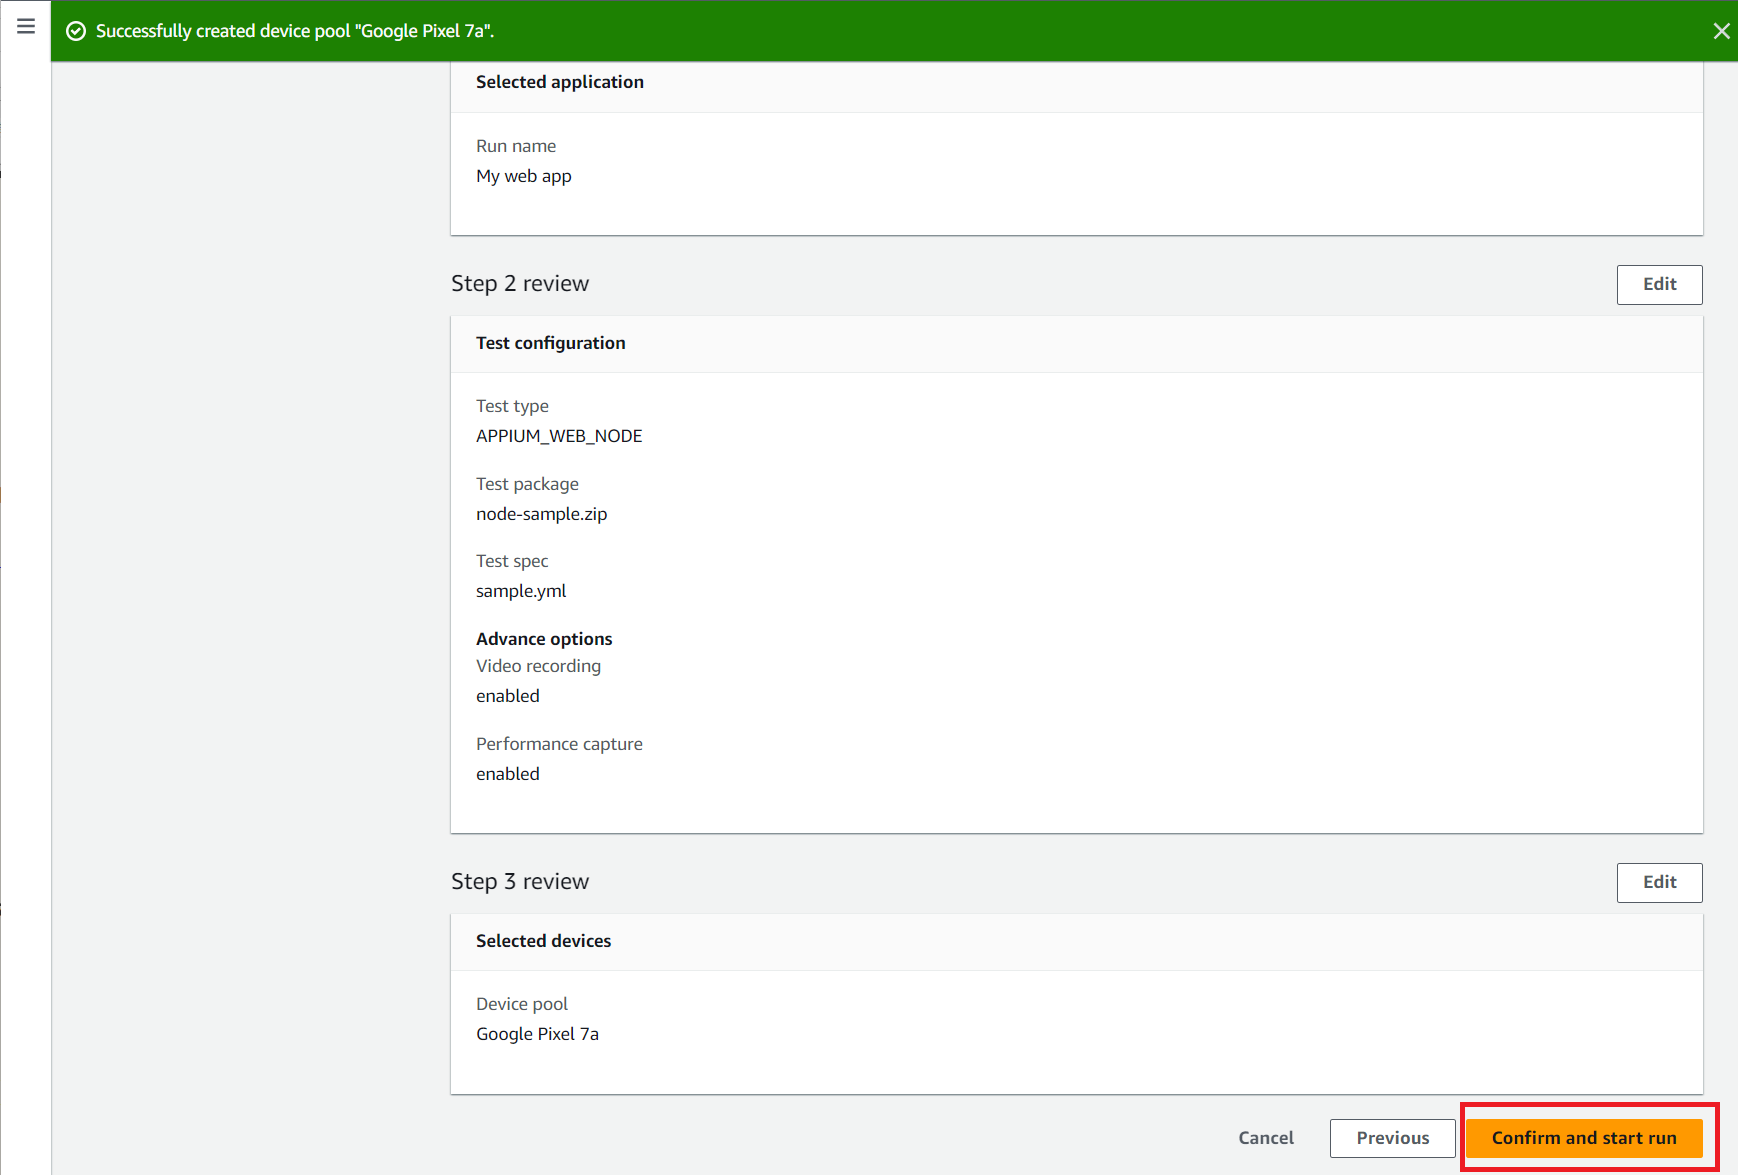 Successfully created device pool "Google Pixel 7a".
Selected application
Run name
My web app
Step 2 review
Edit
Test configuration
Test type
APPIUM_WEB_NODE
Test package
node-sample.zip
Test spec
sample.yml
Advance options
Video recording
enabled
Performance capture
enabled
Step 3 review
Edit
Selected devices
Device pool
Google Pixel 7a
Cancel
Previous
Confirm and start run